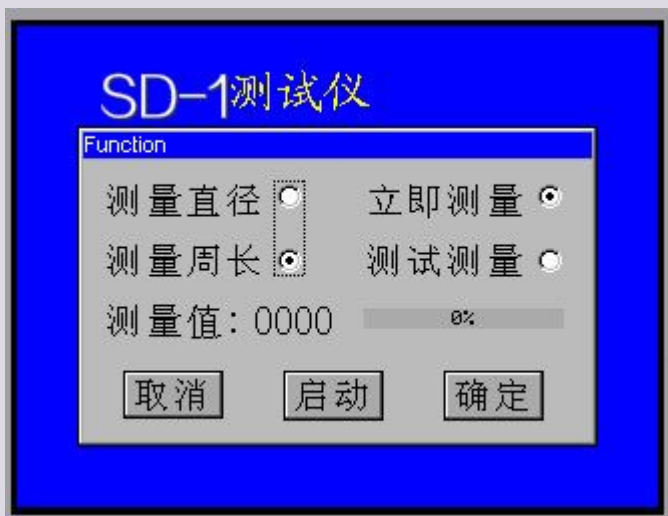 SD-1测试仪
Function
测量直径 立即测量
测量周长 测试测量
测量值：0000 0%
取消 启动 确定